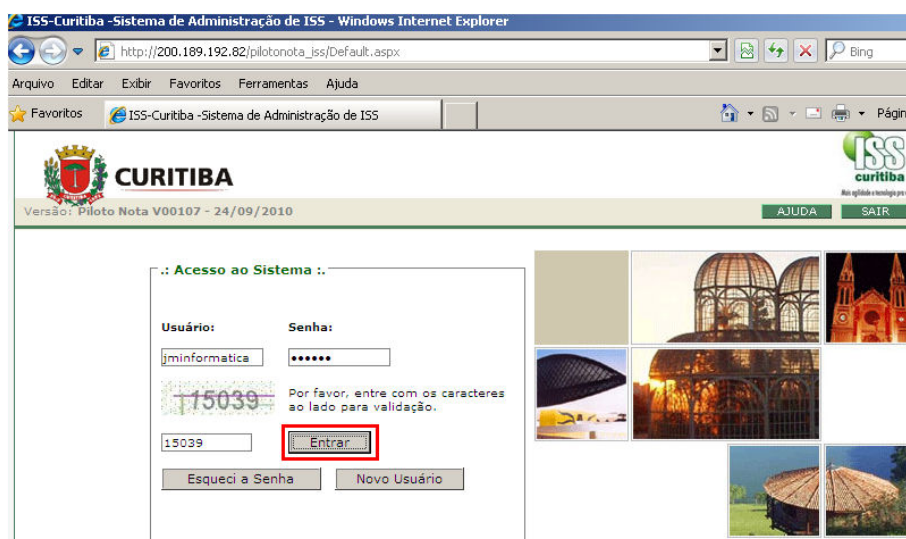 ISS-Curitiba -Sistema de Administração de ISS - Windows Internet Explorer
http://200.189.192.82/pilotonota_iss/Default.aspx
Bing
Arquivo Editar Exibir Favoritos Ferramentas Ajuda
Favoritos ISS-Curitiba -Sistema de Administração de ISS Págin
CURITIBA
ISS
curitiba
Versão: Piloto Nota V00107 - 24/09/2010
AJUDA SAIR
.: Acesso ao Sistema :.
Usuário: Senha:
jminformatica ••••••
15039
Por favor, entre com os caracteres
ao lado para validação.
15039 Entrar
Esqueci a Senha Novo Usuário